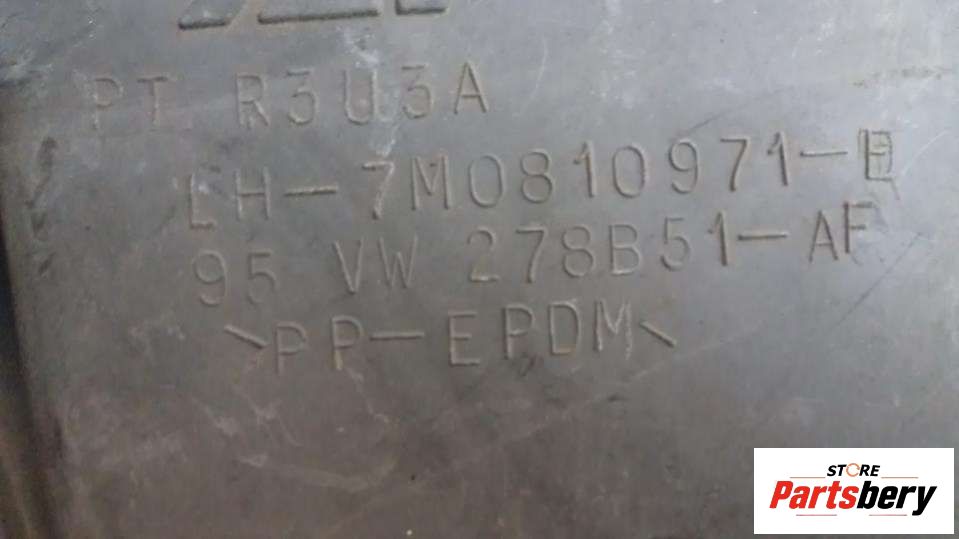 PT R3U3A
LH-7M0810971-
95 VW 278B51-AF
>PP-EPDM<
STORE
Partsbery